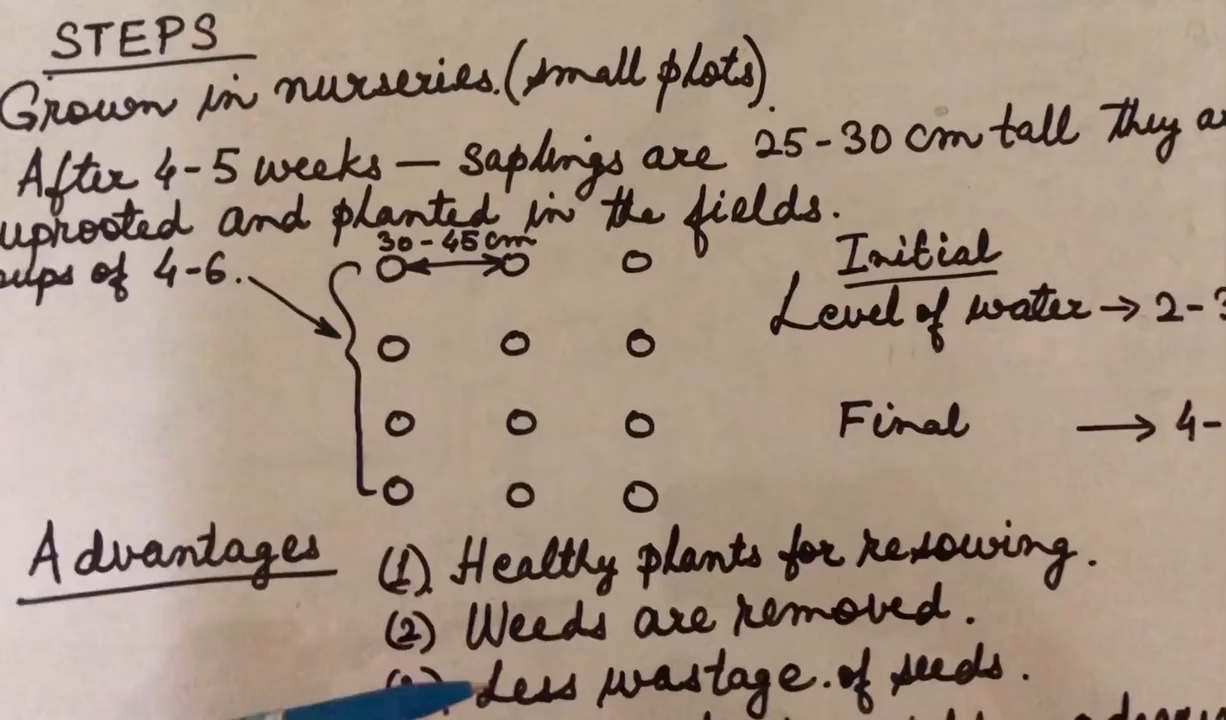 STEPS
Grown in nurseries. (small plots).
After 4-5 weeks — saplings are 25-30 cm tall They
uprooted and planted in the fields.
30-45 cm
of 4-6.
Initial
Level of water → 2-
Final → 4-
Advantages (1) Healthy plants for resowing.
(2) Weeds are removed.
Less wastage. of seeds.